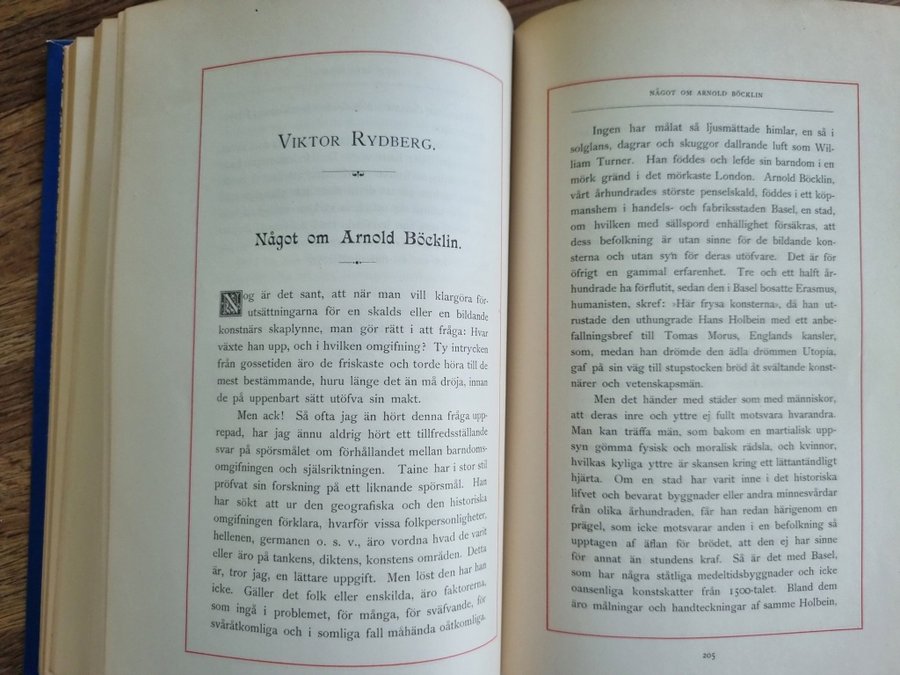 VIKTOR RYDBERG.
Något om Arnold Böcklin.
Nog är det sant, att när man vill klargöra för-
utsättningarna för en skalds eller en bildande
konstnärs skaplynne, man gör rätt i att fråga: Hvar
växte han upp, och i hvilken omgifning? Ty intrycken
från gossetiden äro de friskaste och torde höra till de
mest bestämmande, huru länge det än må dröja, innan
de på uppenbart sätt utöfva sin makt.
Men ack! Så ofta jag än hört denna fråga upp-
repad, har jag ännu aldrig hört ett tillfredsställande
svar på spörsmålet om förhållandet mellan barndoms-
omgifningen och själsriktningen. Taine har i stor stil
pröfvat sin forskning på ett liknande spörsmål. Han
har sökt att ur den geografiska och den historiska
omgifningen förklara, hvarför vissa folkpersonligheter,
hellenen, germanen o. s. v., äro vordna hvad de varit
eller äro på tankens, diktens, konstens områden. Detta
är, tror jag, en lättare uppgift. Men löst den har han
icke. Gäller det folk eller enskilda, äro faktorerna,
som ingå i problemet, för många, för sväfvande, för
svåråtkomliga och i somliga fall måhända oåtkomliga.
NÅGOT OM ARNOLD BÖCKLIN
Ingen har målat så ljusmättade himlar, en så i
solglans, dagrar och skuggor dallrande luft som Wil-
liam Turner. Han föddes och lefde sin barndom i en
mörk gränd i det mörkaste London. Arnold Böcklin,
vårt århundrades störste penselskald, föddes i ett köp-
manshem i handels- och fabriksstaden Basel, en stad,
om hvilken med sällspord enhällighet försäkras, att
dess befolkning är utan sinne för de bildande kon-
sterna och utan syn för deras utöfvare. Det är för
öfrigt en gammal erfarenhet. Tre och ett halft år-
hundrade ha förflutit, sedan den i Basel bosatte Erasmus,
humanisten, skref: »Här frysa konsterna», då han ut-
rustade den uthungrade Hans Holbein med ett anbe-
fallningsbref till Tomas Morus, Englands kansler,
som, medan han drömde den ädla drömmen Utopia,
gaf på sin väg till stupstocken bröd åt svältande konst-
närer och vetenskapsmän.
Men det händer med städer som med människor,
att deras inre och yttre ej fullt motsvara hvarandra.
Man kan träffa män, som bakom en martialisk upp-
syn gömma fysisk och moralisk rädsla, och kvinnor,
hvilkas kyliga yttre är skansen kring ett lättantändligt
hjärta. Om en stad har varit inne i det historiska
lifvet och bevarat byggnader eller andra minnesvårdar
från olika århundraden, får han redan härigenom en
prägel, som icke motsvarar anden i en befolkning så
upptagen af äflan för brödet, att den ej har sinne
för annat än stundens kraf. Så är det med Basel,
som har några ståtliga medeltidsbyggnader och icke
oansenliga konstskatter från 1500-talet. Bland dem
äro målningar och handteckningar af samme Holbein,
205